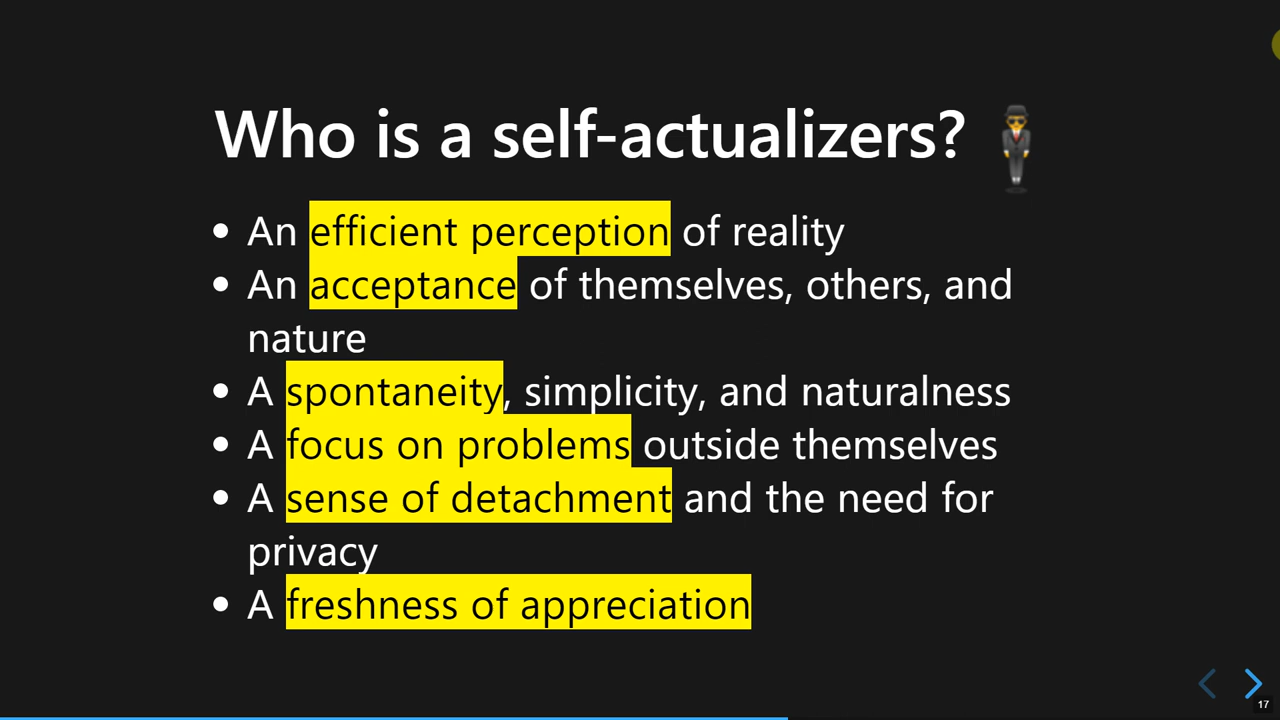 Who is a self-actualizers?
• An efficient perception of reality
• An acceptance of themselves, others, and
nature
• A spontaneity, simplicity, and naturalness
• A focus on problems outside themselves
• A sense of detachment and the need for
privacy
• A freshness of appreciation
17